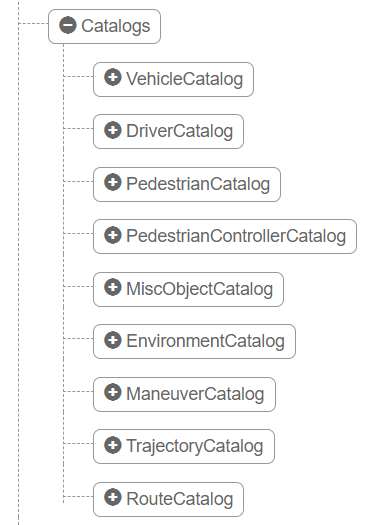 Catalogs
VehicleCatalog
DriverCatalog
PedestrianCatalog
PedestrianControllerCatalog
MiscObjectCatalog
EnvironmentCatalog
ManeuverCatalog
TrajectoryCatalog
RouteCatalog